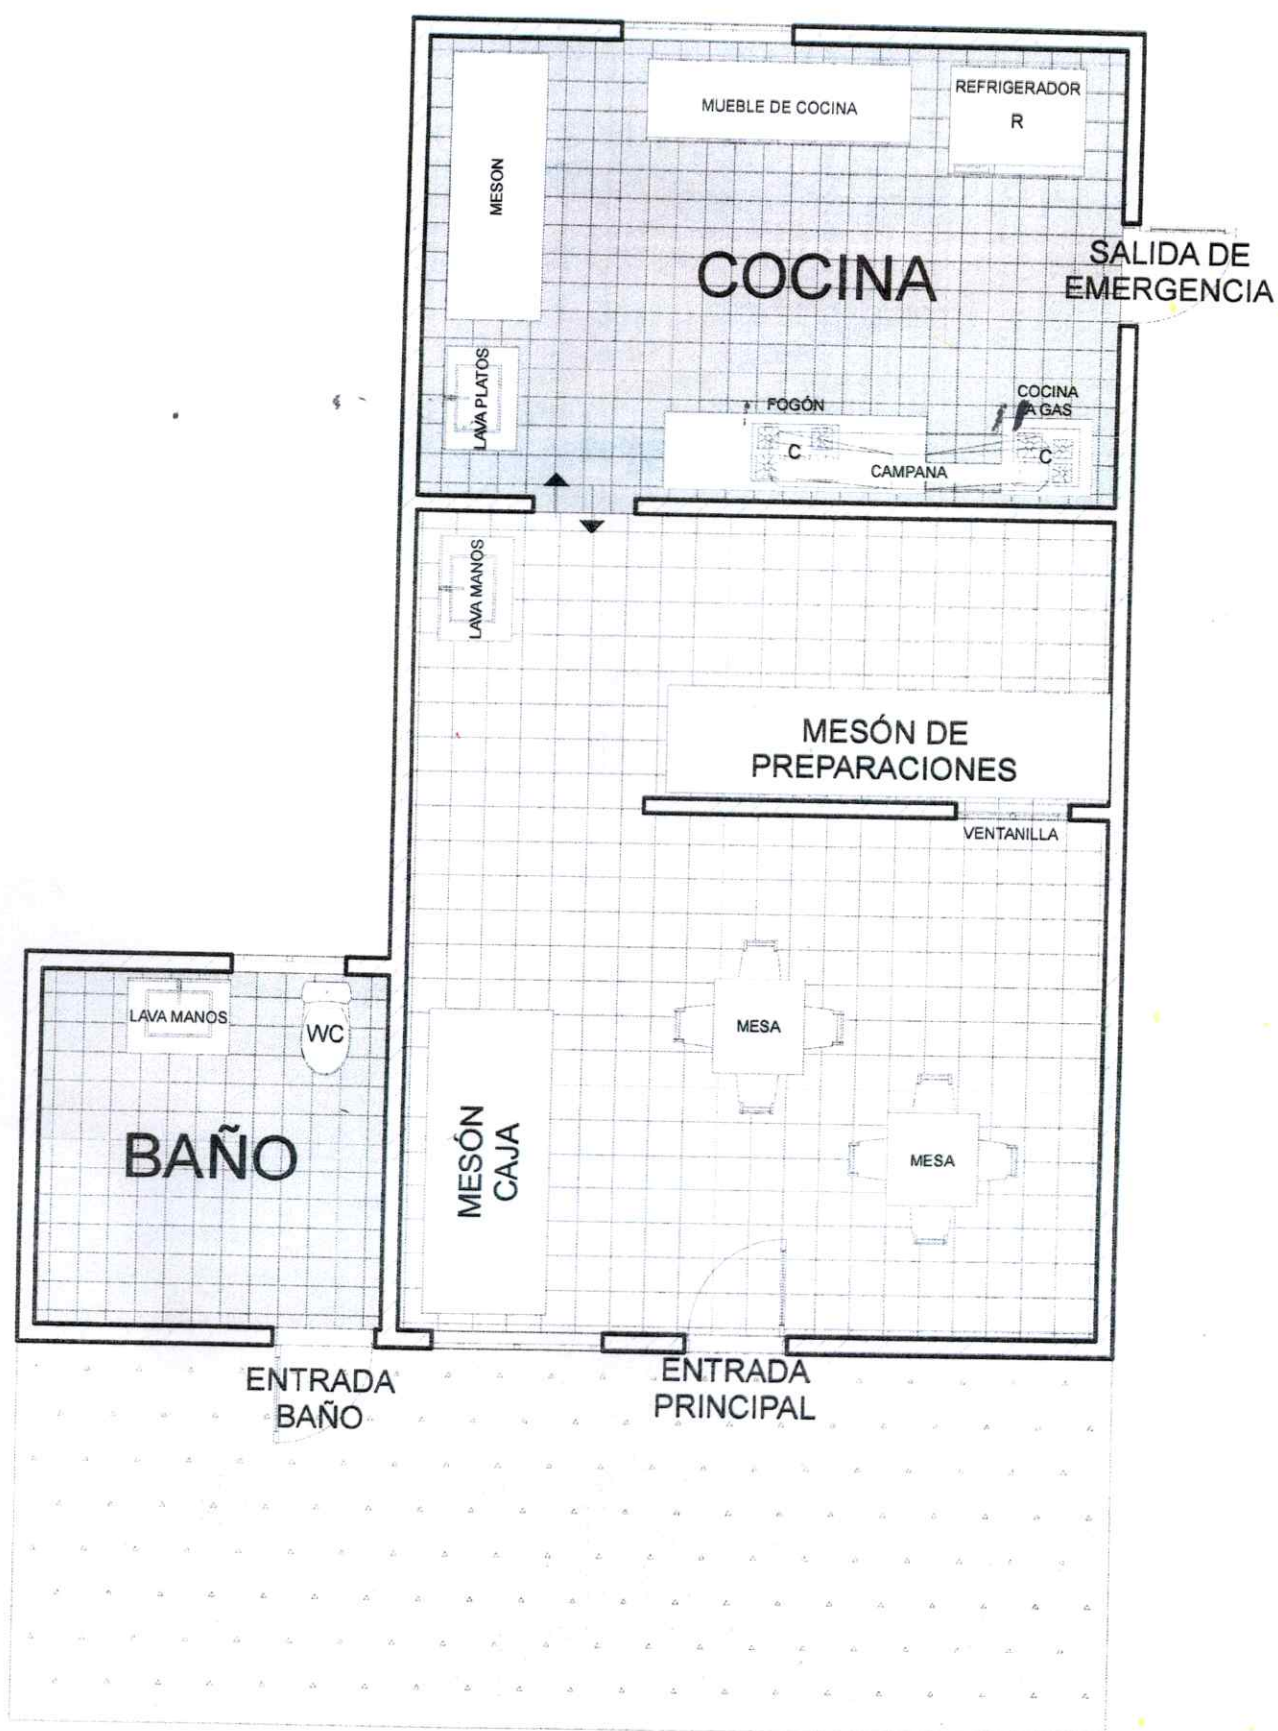 MUEBLE DE COCINA
REFRIGERADOR
R
MESON
COCINA
SALIDA DE
EMERGENCIA
LAVA PLATOS
FOGÓN
COCINA
A GAS
C
CAMPANA
C
LAVA MANOS
MESÓN DE
PREPARACIONES
VENTANILLA
LAVA MANOS
WC
MESA
BAÑO
MESÓN
CAJA
MESA
ENTRADA
BAÑO
ENTRADA
PRINCIPAL